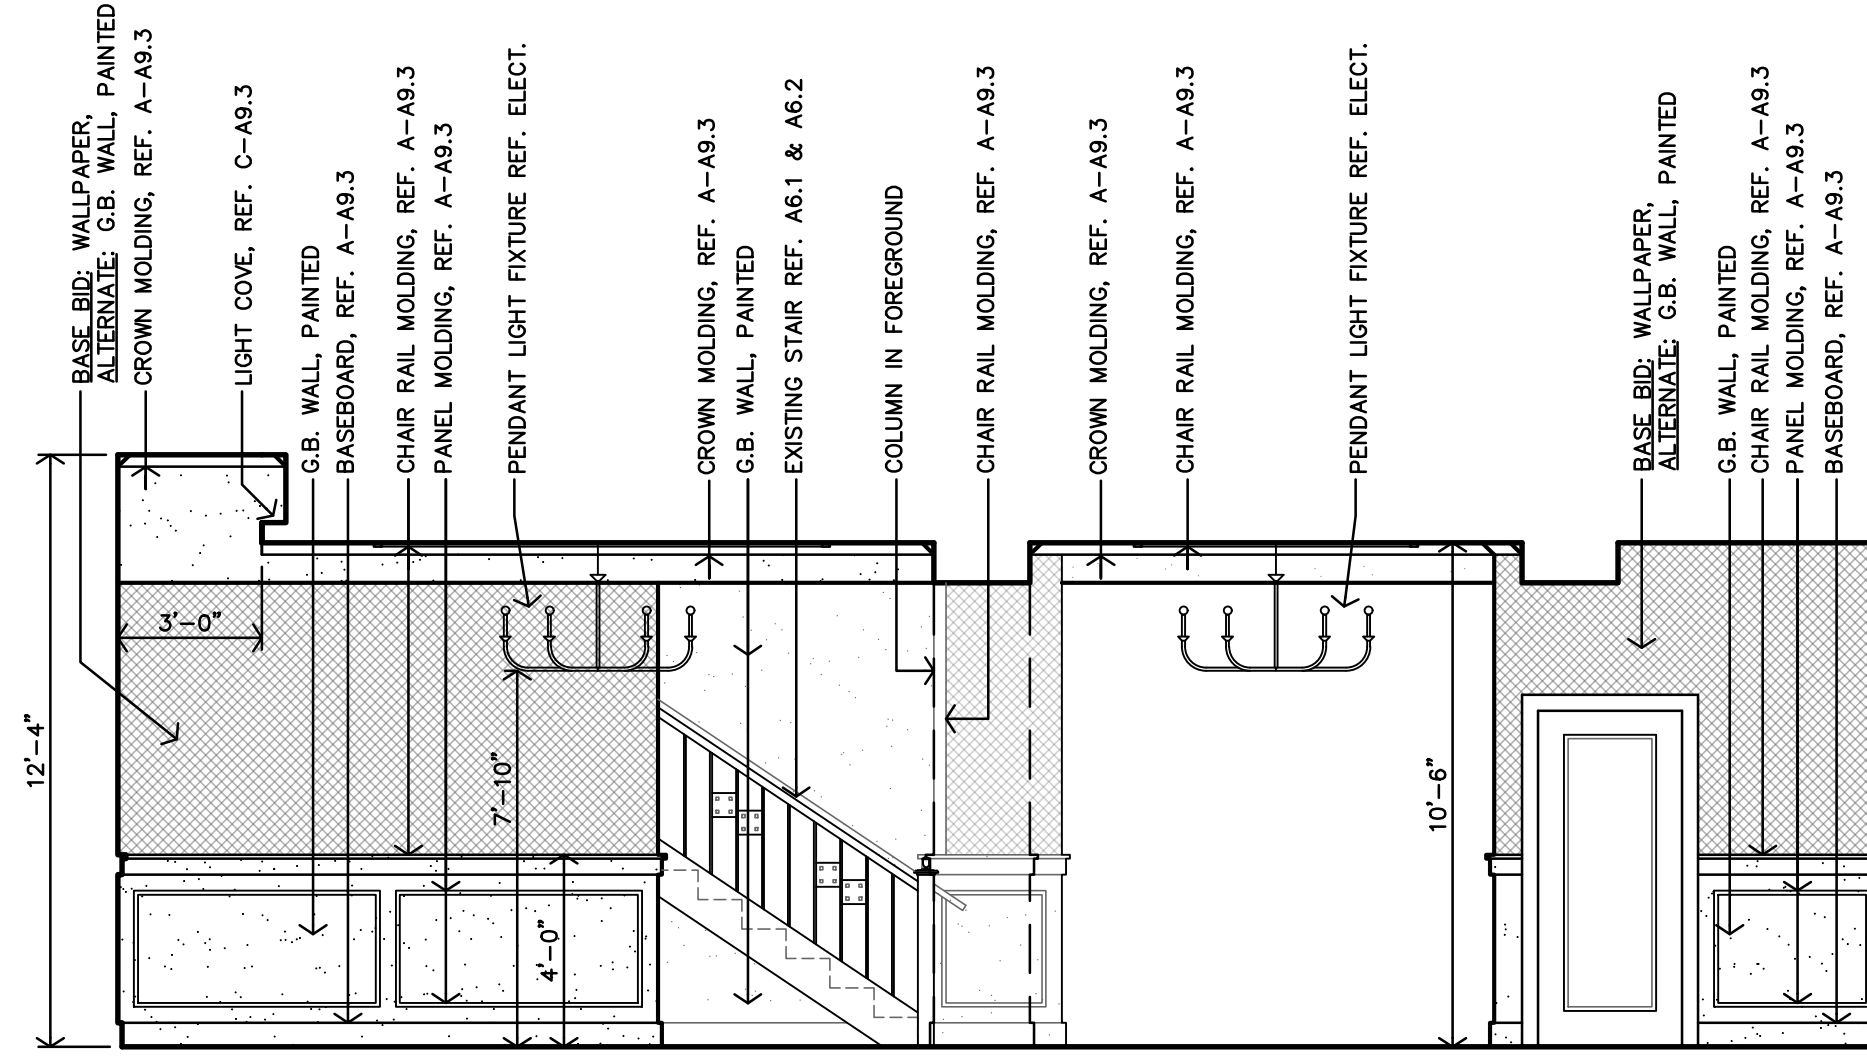 BASE BID: WALLPAPER,
ALTERNATE: G.B. WALL, PAINTED
CROWN MOLDING, REF. A-A9.3
LIGHT COVE, REF. C-A9.3
G.B. WALL, PAINTED
BASEBOARD, REF. A-A9.3
CHAIR RAIL MOLDING, REF. A-A9.3
PANEL MOLDING, REF. A-A9.3
PENDANT LIGHT FIXTURE REF. ELECT.
CROWN MOLDING, REF. A-A9.3
G.B. WALL, PAINTED
EXISTING STAIR REF. A6.1 & A6.2
COLUMN IN FOREGROUND
CHAIR RAIL MOLDING, REF. A-A9.3
CROWN MOLDING, REF. A-A9.3
CHAIR RAIL MOLDING, REF. A-A9.3
PENDANT LIGHT FIXTURE REF. ELECT.
BASE BID: WALLPAPER,
ALTERNATE: G.B. WALL, PAINTED
G.B. WALL, PAINTED
CHAIR RAIL MOLDING, REF. A-A9.3
PANEL MOLDING, REF. A-A9.3
BASEBOARD, REF. A-A9.3
12'-4"
3'-0"
7'-10"
4'-0"
10'-6"